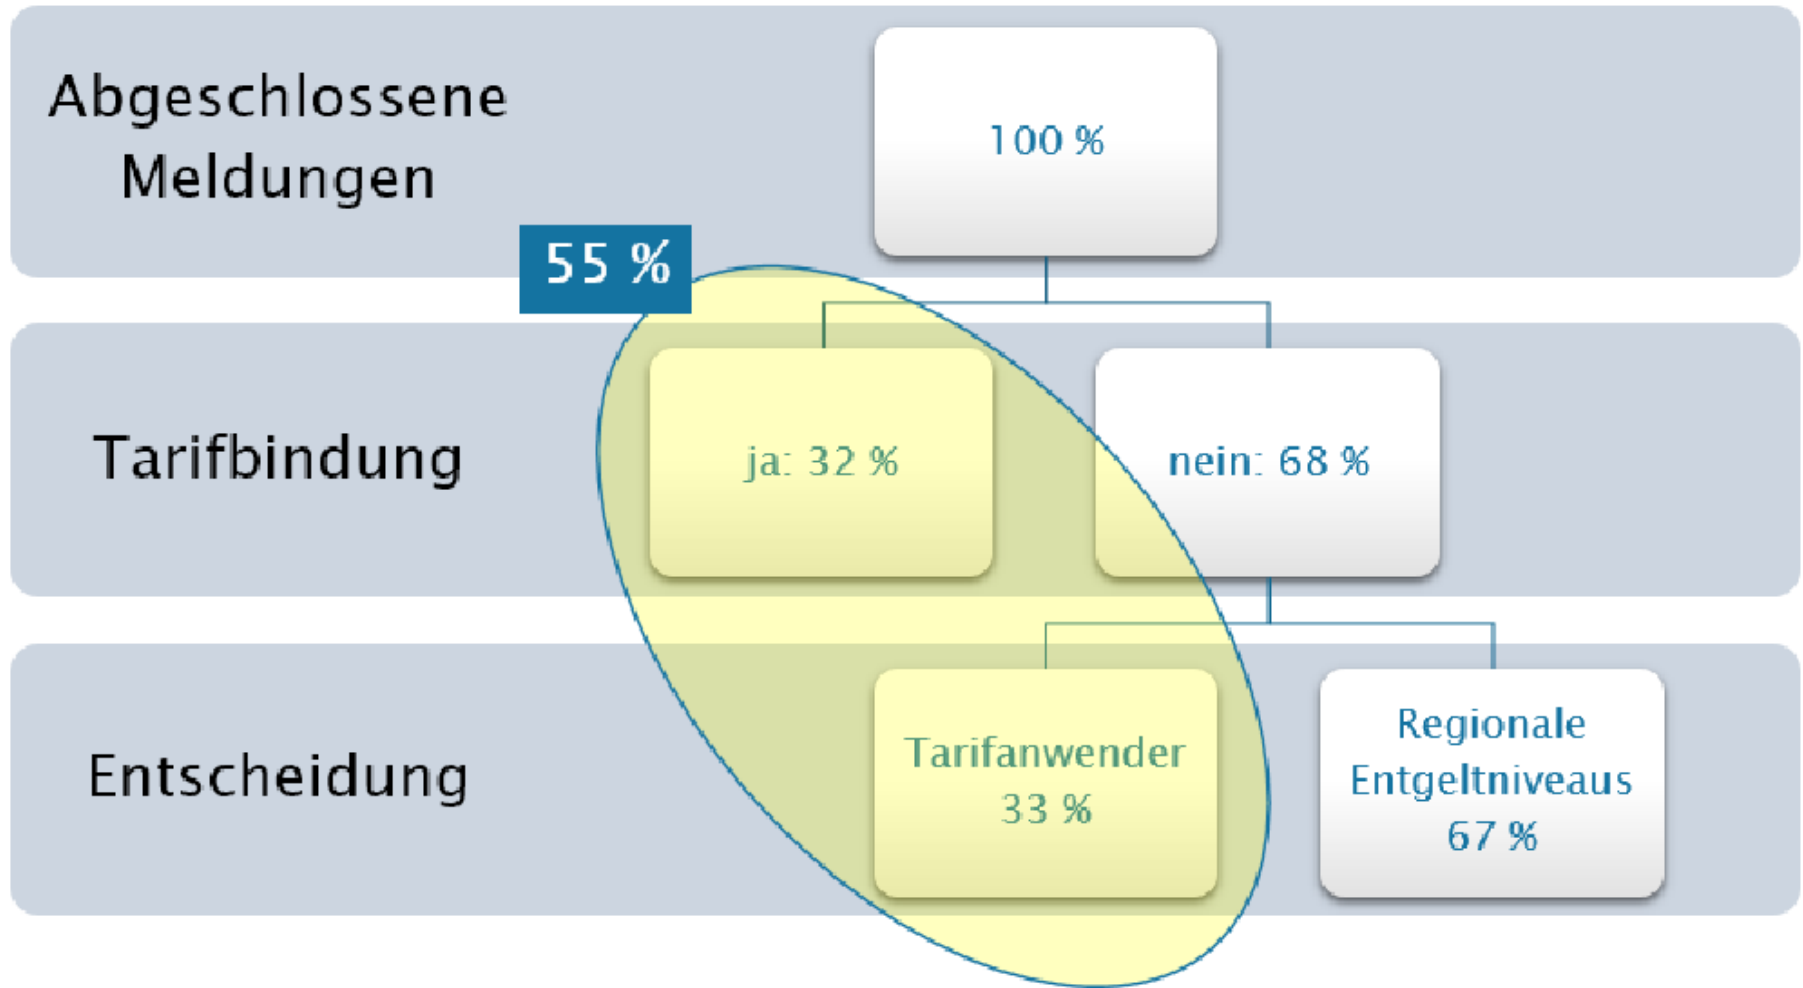 Abgeschlossene
Meldungen
100 %
55 %
Tarifbindung
ja: 32 %
nein: 68 %
Entscheidung
Tarifanwender
33 %
Regionale
Entgeltniveaus
67 %